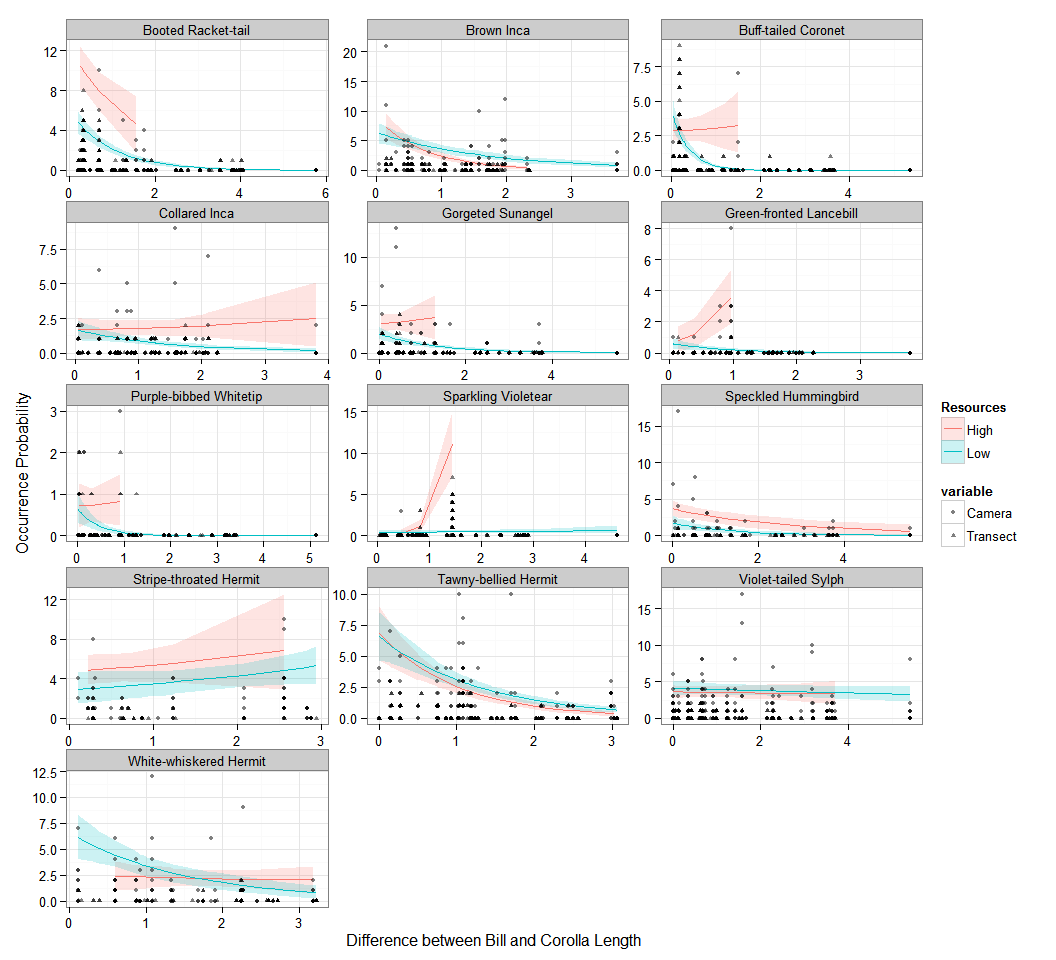 Booted Racket-tail Brown Inca Buff-tailed Coronet
12
8
4
0
0 2 4 6
20
15
10
5
0
0 1 2 3
7.5
5.0
2.5
0.0
0 2 4
Collared Inca Gorgeted Sunangel Green-fronted Lancebill
7.5
5.0
2.5
0.0
0 1 2 3 4
10
5
0
0 2 4
8
6
4
2
0
0 1 2 3
Purple-bibbed Whitetip Sparkling Violetear Speckled Hummingbird
3
2
1
0
0 1 2 3 4 5
15
10
5
0
0 1 2 3 4
15
10
5
0
0 2 4
Stripe-throated Hermit Tawny-bellied Hermit Violet-tailed Sylph
12
8
4
0
0 1 2 3
10.0
7.5
5.0
2.5
0.0
0 1 2 3
15
10
5
0
0 2 4
White-whiskered Hermit
12.5
10.0
7.5
5.0
2.5
0.0
0 1 2 3
Occurrence Probability
Difference between Bill and Corolla Length
Resources
High
Low
variable
Camera
Transect